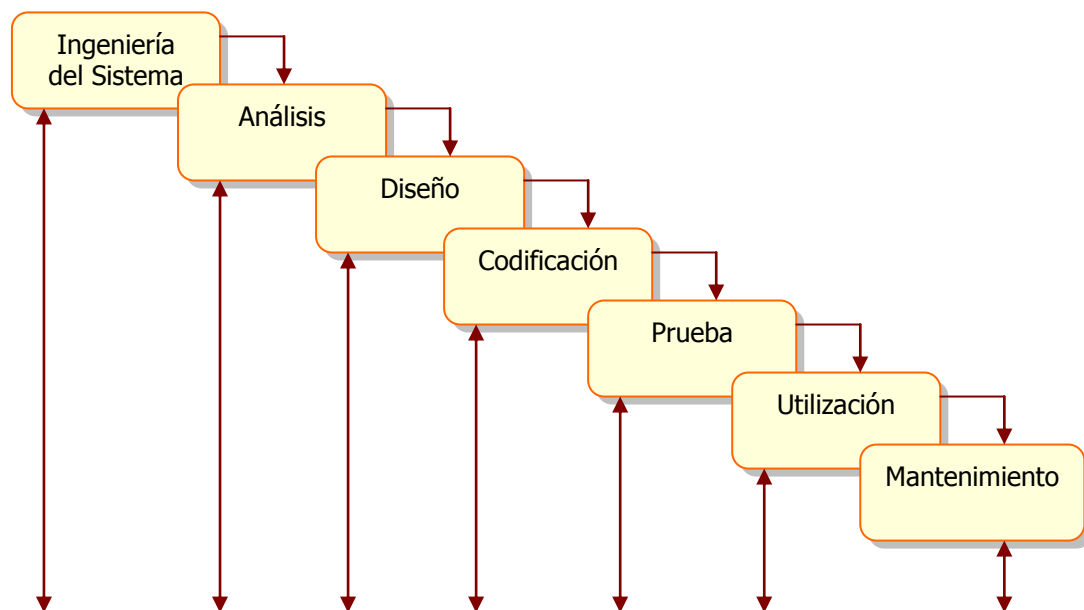 Ingeniería
del Sistema
Análisis
Diseño
Codificación
Prueba
Utilización
Mantenimiento